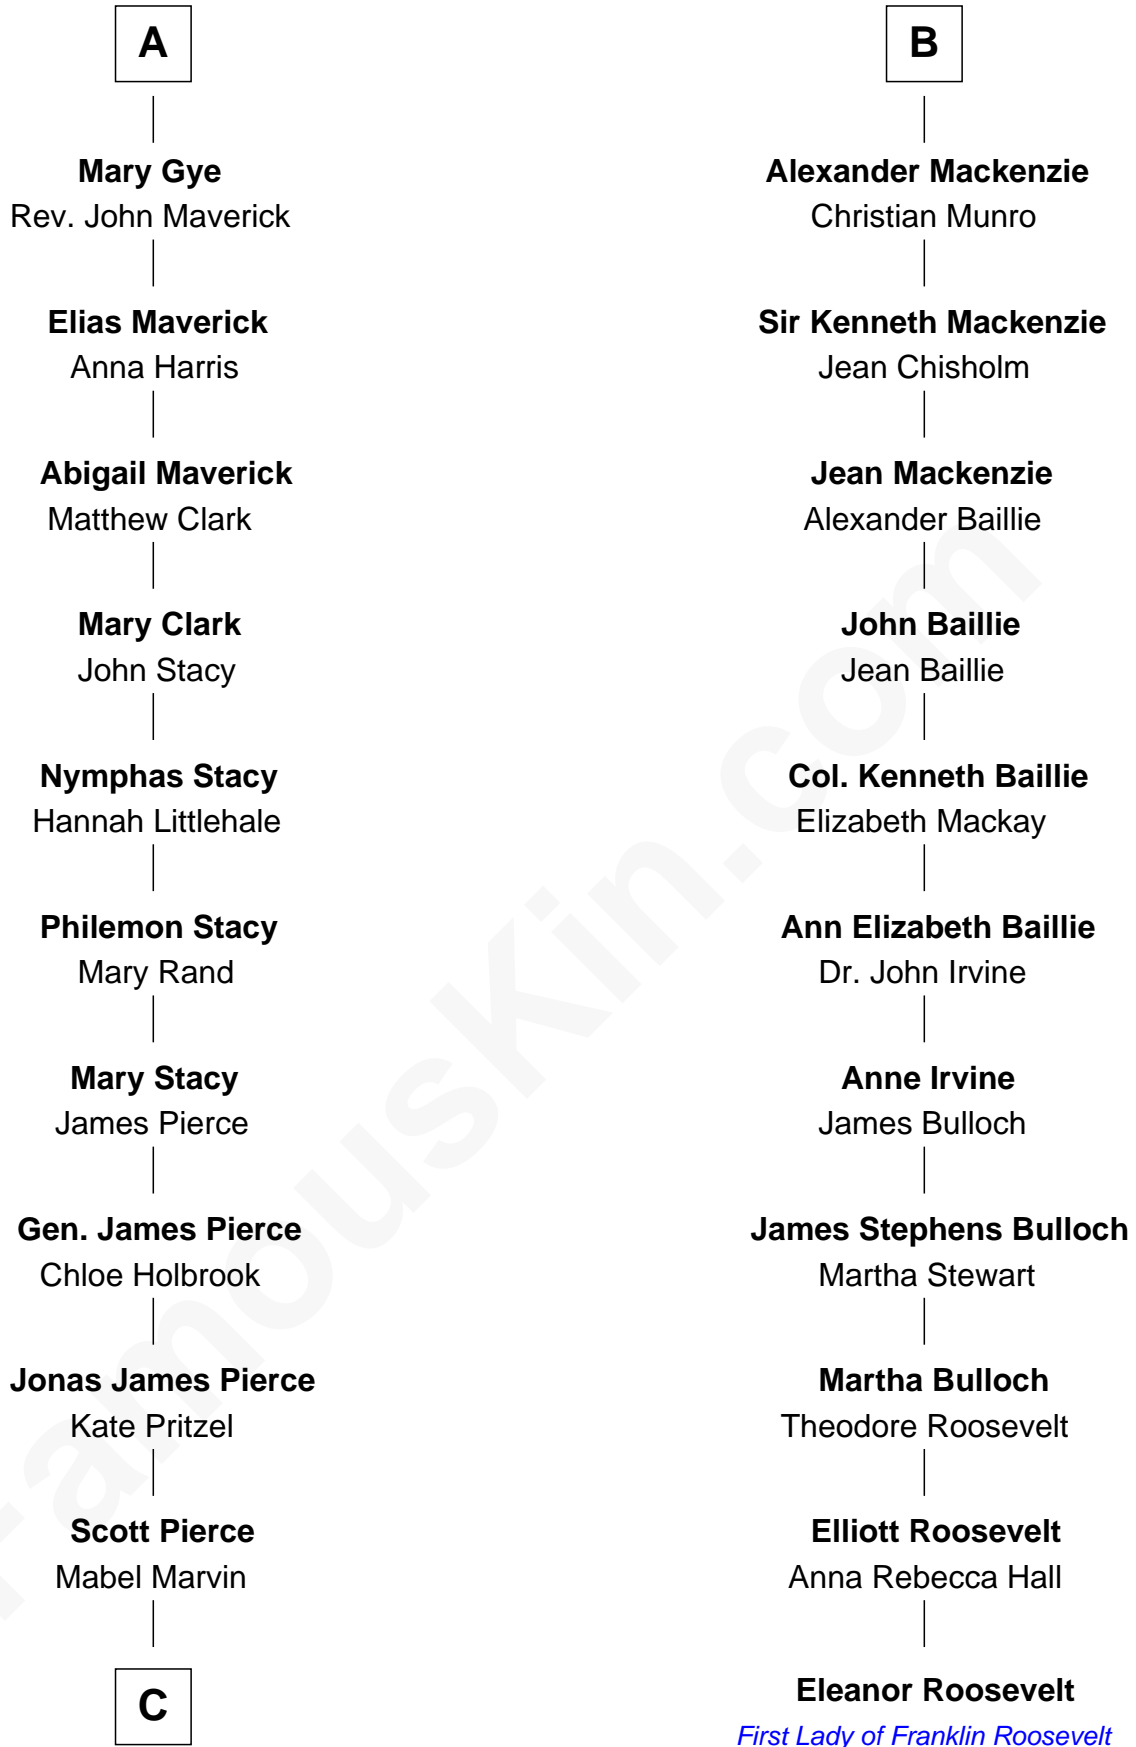 A
B
Mary Gye
Rev. John Maverick
Alexander Mackenzie
Christian Munro
Elias Maverick
Anna Harris
Sir Kenneth Mackenzie
Jean Chisholm
Abigail Maverick
Matthew Clark
Jean Mackenzie
Alexander Baillie
Mary Clark
John Stacy
John Baillie
Jean Baillie
Nymphas Stacy
Hannah Littlehale
Col. Kenneth Baillie
Elizabeth Mackay
Philemon Stacy
Mary Rand
Ann Elizabeth Baillie
Dr. John Irvine
Mary Stacy
James Pierce
Anne Irvine
James Bulloch
Gen. James Pierce
Chloe Holbrook
James Stephens Bulloch
Martha Stewart
Jonas James Pierce
Kate Pritzel
Martha Bulloch
Theodore Roosevelt
Scott Pierce
Mabel Marvin
Elliott Roosevelt
Anna Rebecca Hall
C
Eleanor Roosevelt
First Lady of Franklin Roosevelt
FamousKin.com